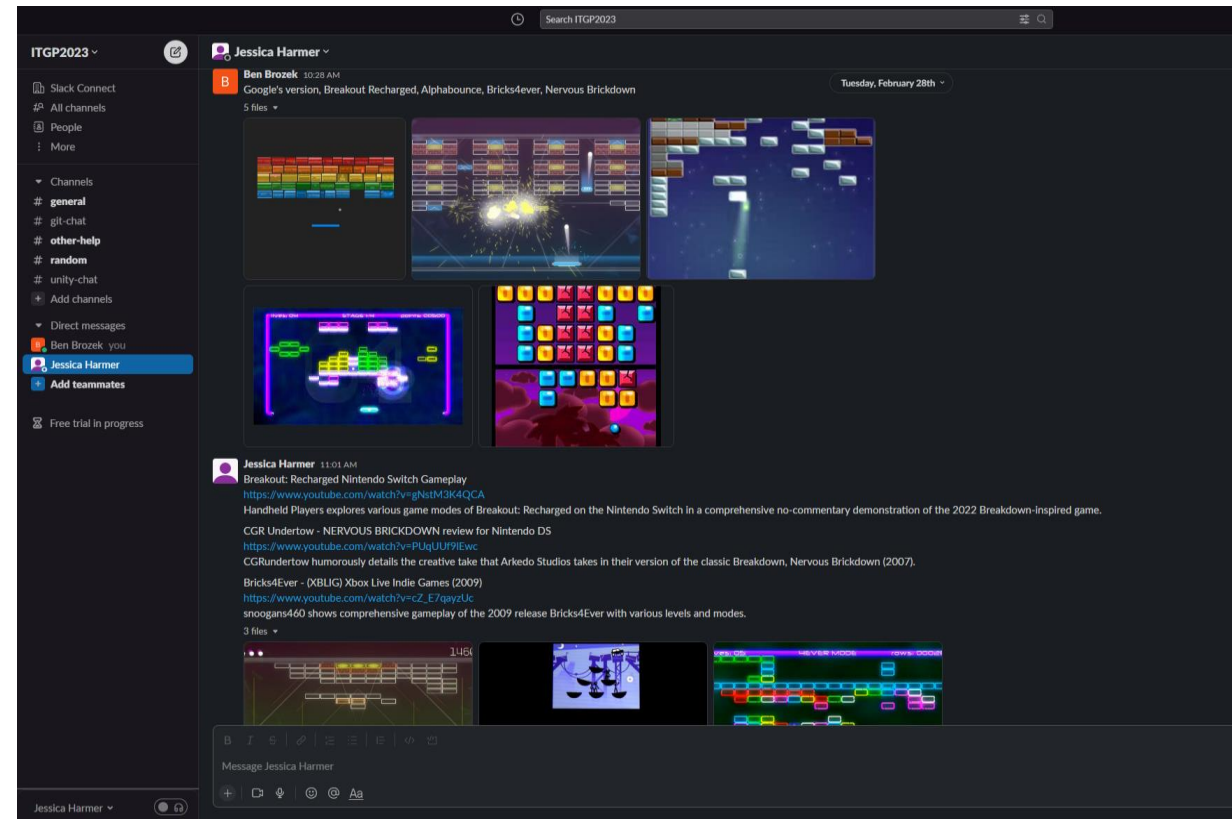 Search ITGP2023
ITGP2023
Slack Connect
All channels
People
More
Channels
# general
# git-chat
# other-help
# random
# unity-chat
+ Add channels
Direct messages
B Ben Brozek you
Jessica Harmer
+ Add teammates
Free trial in progress
Jessica Harmer
Jessica Harmer
Tuesday, February 28th
B
Ben Brozek 10:28 AM
Google's version, Breakout Recharged, Alphabounce, Bricks4ever, Nervous Brickdown
5 files
Jessica Harmer 11:01 AM
Breakout: Recharged Nintendo Switch Gameplay
https://www.youtube.com/watch?v=gNstM3K4QCA
Handheld Players explores various game modes of Breakout: Recharged on the Nintendo Switch in a comprehensive no-commentary demonstration of the 2022 Breakdown-inspired game.
CGR Undertow - NERVOUS BRICKDOWN review for Nintendo DS
https://www.youtube.com/watch?v=PUqUUf9IEwc
CGRundertow humorously details the creative take that Arkedo Studios takes in their version of the classic Breakdown, Nervous Brickdown (2007).
Bricks4Ever - (XBLIG) Xbox Live Indie Games (2009)
https://www.youtube.com/watch?v=cZ_E7qayzUc
snoogans460 shows comprehensive gameplay of the 2009 release Bricks4Ever with various levels and modes.
3 files
4EVER MODE
B I S
Message Jessica Harmer
+ @ Aa